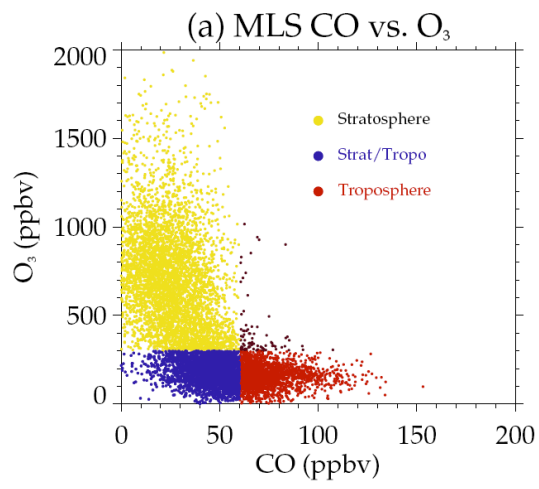 (a) MLS CO vs. O₃
2000
1500
1000
500
0
O₃ (ppbv)
Stratosphere
Strat/Tropo
Troposphere
0 50 100 150 200
CO (ppbv)